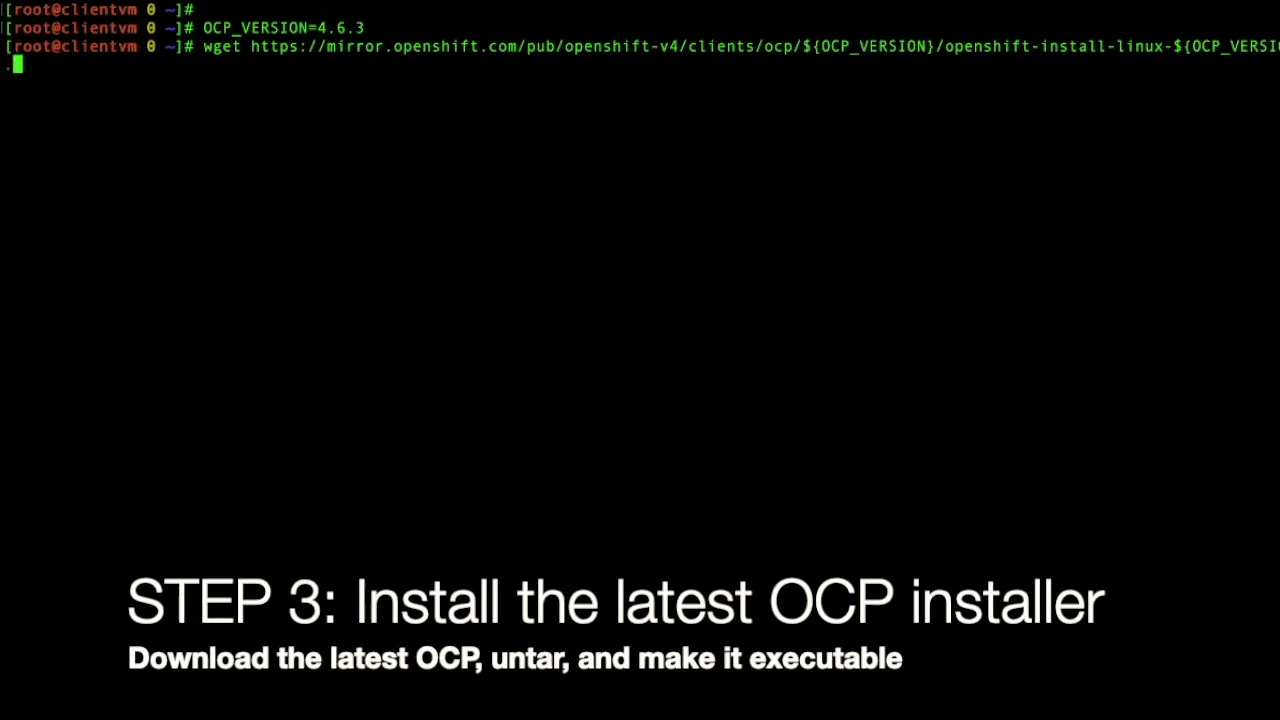 [root@clientvm 0 ~]#
[root@clientvm 0 ~]# OCP_VERSION=4.6.3
[root@clientvm 0 ~]# wget https://mirror.openshift.com/pub/openshift-v4/clients/ocp/${OCP_VERSION}/openshift-install-linux-${OCP_VERSI
.
STEP 3: Install the latest OCP installer
Download the latest OCP, untar, and make it executable